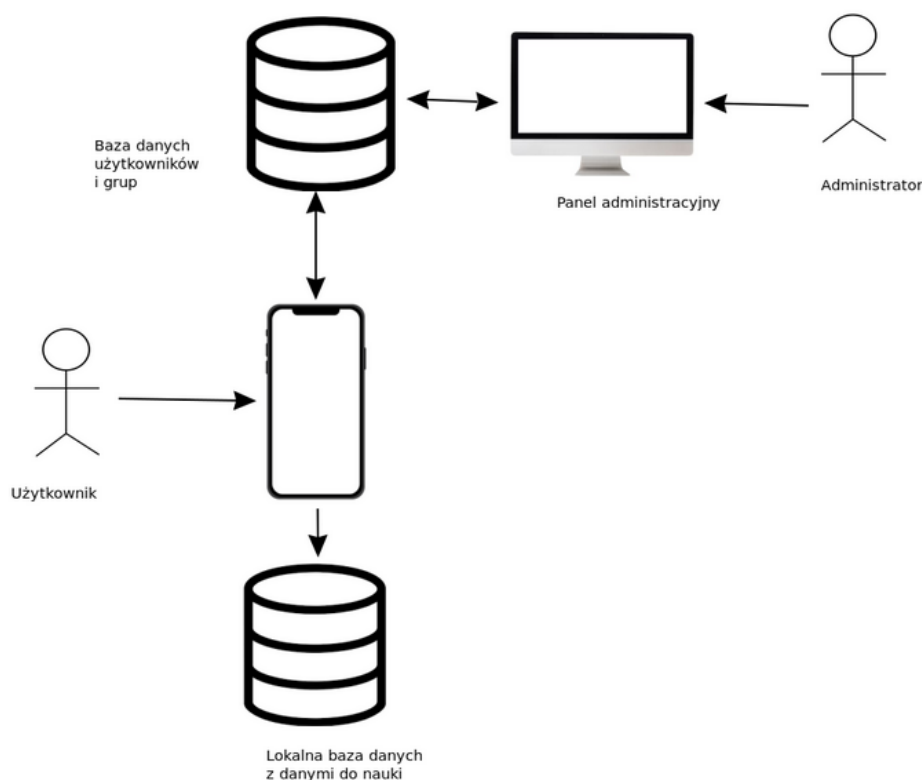 Baza danych
użytkowników
i grup
Panel administracyjny
Administrator
Użytkownik
Lokalna baza danych
z danymi do nauki